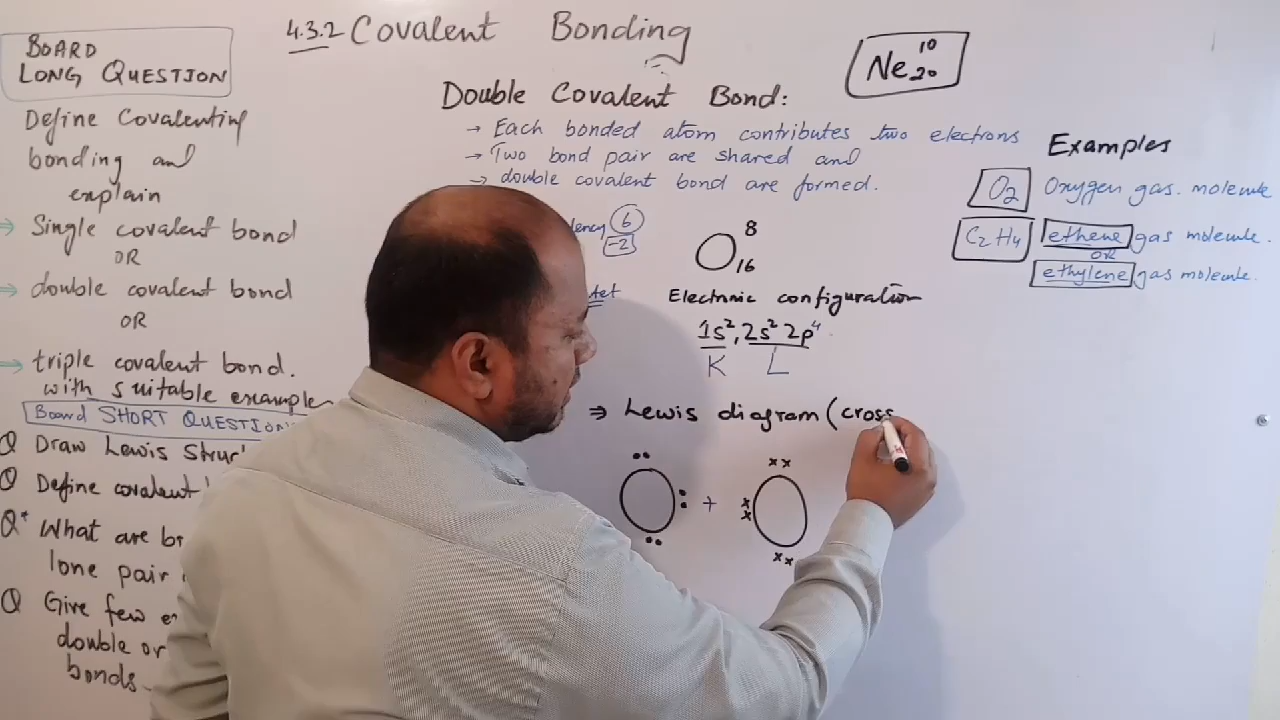 4.3.2 Covalent Bonding
BOARD
LONG QUESTION
Define Covalenting
bonding and
explain
→ Single covalent bond
OR
→ double covalent bond
OR
→ triple covalent bond.
with suitable example
Board SHORT QUESTION
Q Draw Lewis Struc
Q Define covalent
Q* What are
lone pair
Q Give few
double or
bonds
Double Covalent Bond:
→ Each bonded atom contributes two electrons
→ Two bond pair are shared and
→ double covalent bond are formed.
6
-2
O 8
16
Electronic configuration
1s², 2s² 2p⁴
K L
⇒ Lewis diagram (cross
+
Ne 10
20
Examples
O₂ Oxygen gas molecule
C₂H₄ ethene gas molecule.
OR
ethylene gas molecule.